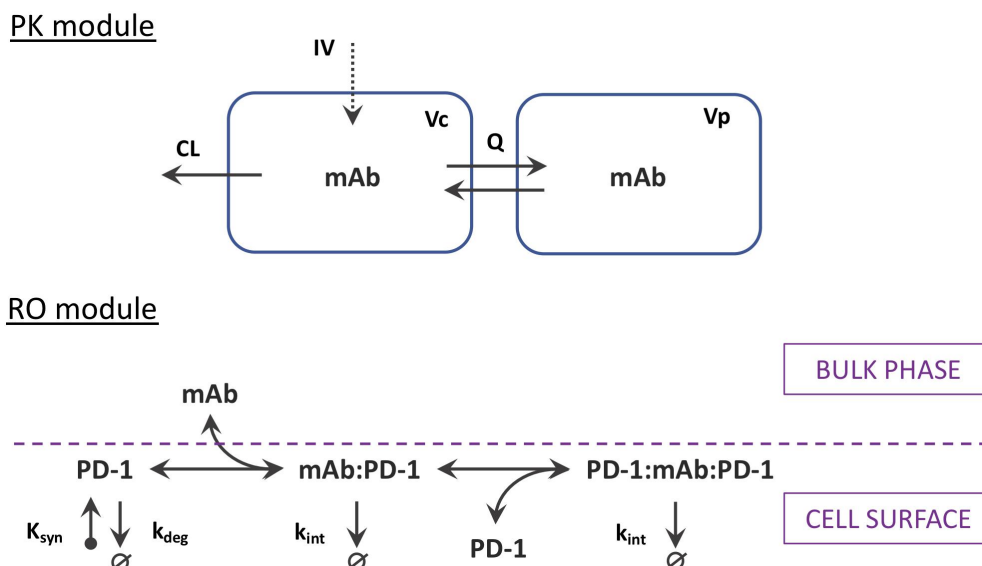 PK module
IV
Vc
Vp
CL
Q
mAb
mAb
RO module
BULK PHASE
mAb
PD-1
mAb:PD-1
PD-1:mAb:PD-1
CELL SURFACE
Ksyn
kdeg
kint
kint
PD-1